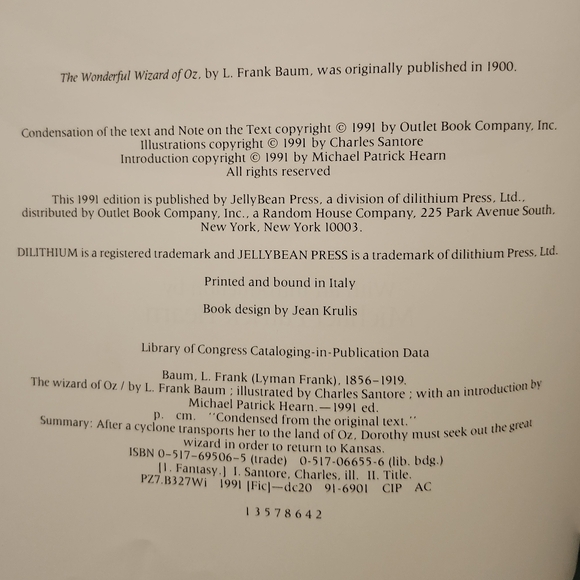 The Wonderful Wizard of Oz, by L. Frank Baum, was originally published in 1900.
Condensation of the text and Note on the Text copyright © 1991 by Outlet Book Company, Inc.
Illustrations copyright © 1991 by Charles Santore
Introduction copyright © 1991 by Michael Patrick Hearn
All rights reserved
This 1991 edition is published by JellyBean Press, a division of dilithium Press, Ltd.,
distributed by Outlet Book Company, Inc., a Random House Company, 225 Park Avenue South,
New York, New York 10003.
DILITHIUM is a registered trademark and JELLYBEAN PRESS is a trademark of dilithium Press, Ltd.
Printed and bound in Italy
Book design by Jean Krulis
Library of Congress Cataloging-in-Publication Data
Baum, L. Frank (Lyman Frank), 1856–1919.
The wizard of Oz / by L. Frank Baum ; illustrated by Charles Santore ; with an introduction by
Michael Patrick Hearn.—1991 ed.
p. cm. "Condensed from the original text."
Summary: After a cyclone transports her to the land of Oz, Dorothy must seek out the great
wizard in order to return to Kansas.
ISBN 0–517–69506–5 (trade) 0-517-06655-6 (lib. bdg.)
[1. Fantasy.] I. Santore, Charles, ill. II. Title.
PZ7.B327Wi 1991 [Fic]—dc20 91-6901 CIP AC
1 3 5 7 8 6 4 2